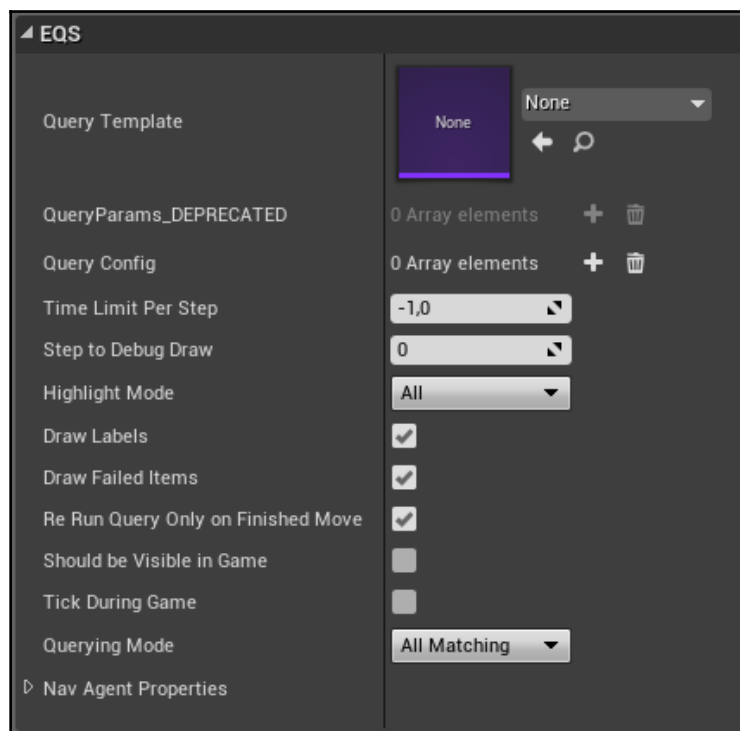 EQS
Query Template
None
None
QueryParams_DEPRECATED
0 Array elements
Query Config
0 Array elements
Time Limit Per Step
-1,0
Step to Debug Draw
0
Highlight Mode
All
Draw Labels
Draw Failed Items
Re Run Query Only on Finished Move
Should be Visible in Game
Tick During Game
Querying Mode
All Matching
Nav Agent Properties